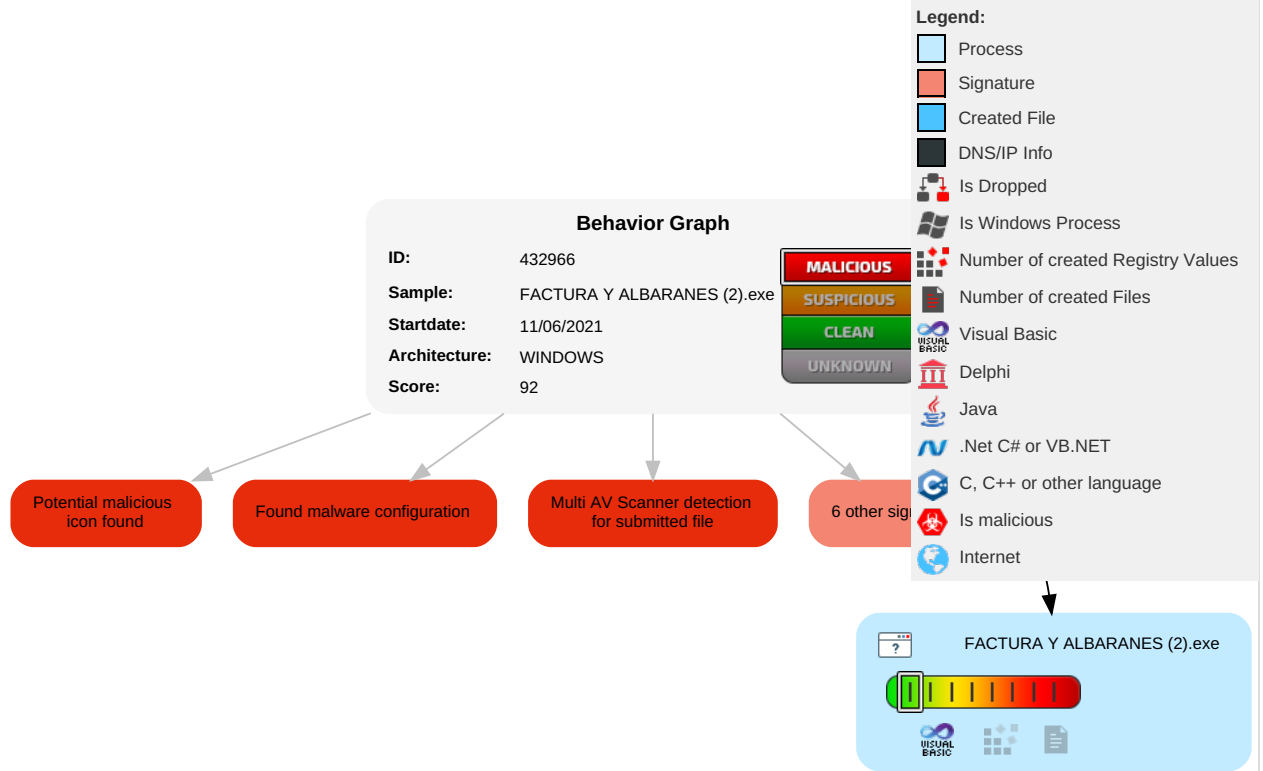 Legend:
Process
Signature
Created File
DNS/IP Info
Is Dropped
Is Windows Process
Number of created Registry Values
Number of created Files
VISUAL
BASIC
Visual Basic
Delphi
Java
.Net C# or VB.NET
C, C++ or other language
Is malicious
Internet
Behavior Graph
ID: 432966
Sample: FACTURA Y ALBARANES (2).exe
Startdate: 11/06/2021
Architecture: WINDOWS
Score: 92
MALICIOUS
SUSPICIOUS
CLEAN
UNKNOWN
Potential malicious
icon found
Found malware configuration
Multi AV Scanner detection
for submitted file
6 other
FACTURA Y ALBARANES (2).exe
?
VISUAL
BASIC